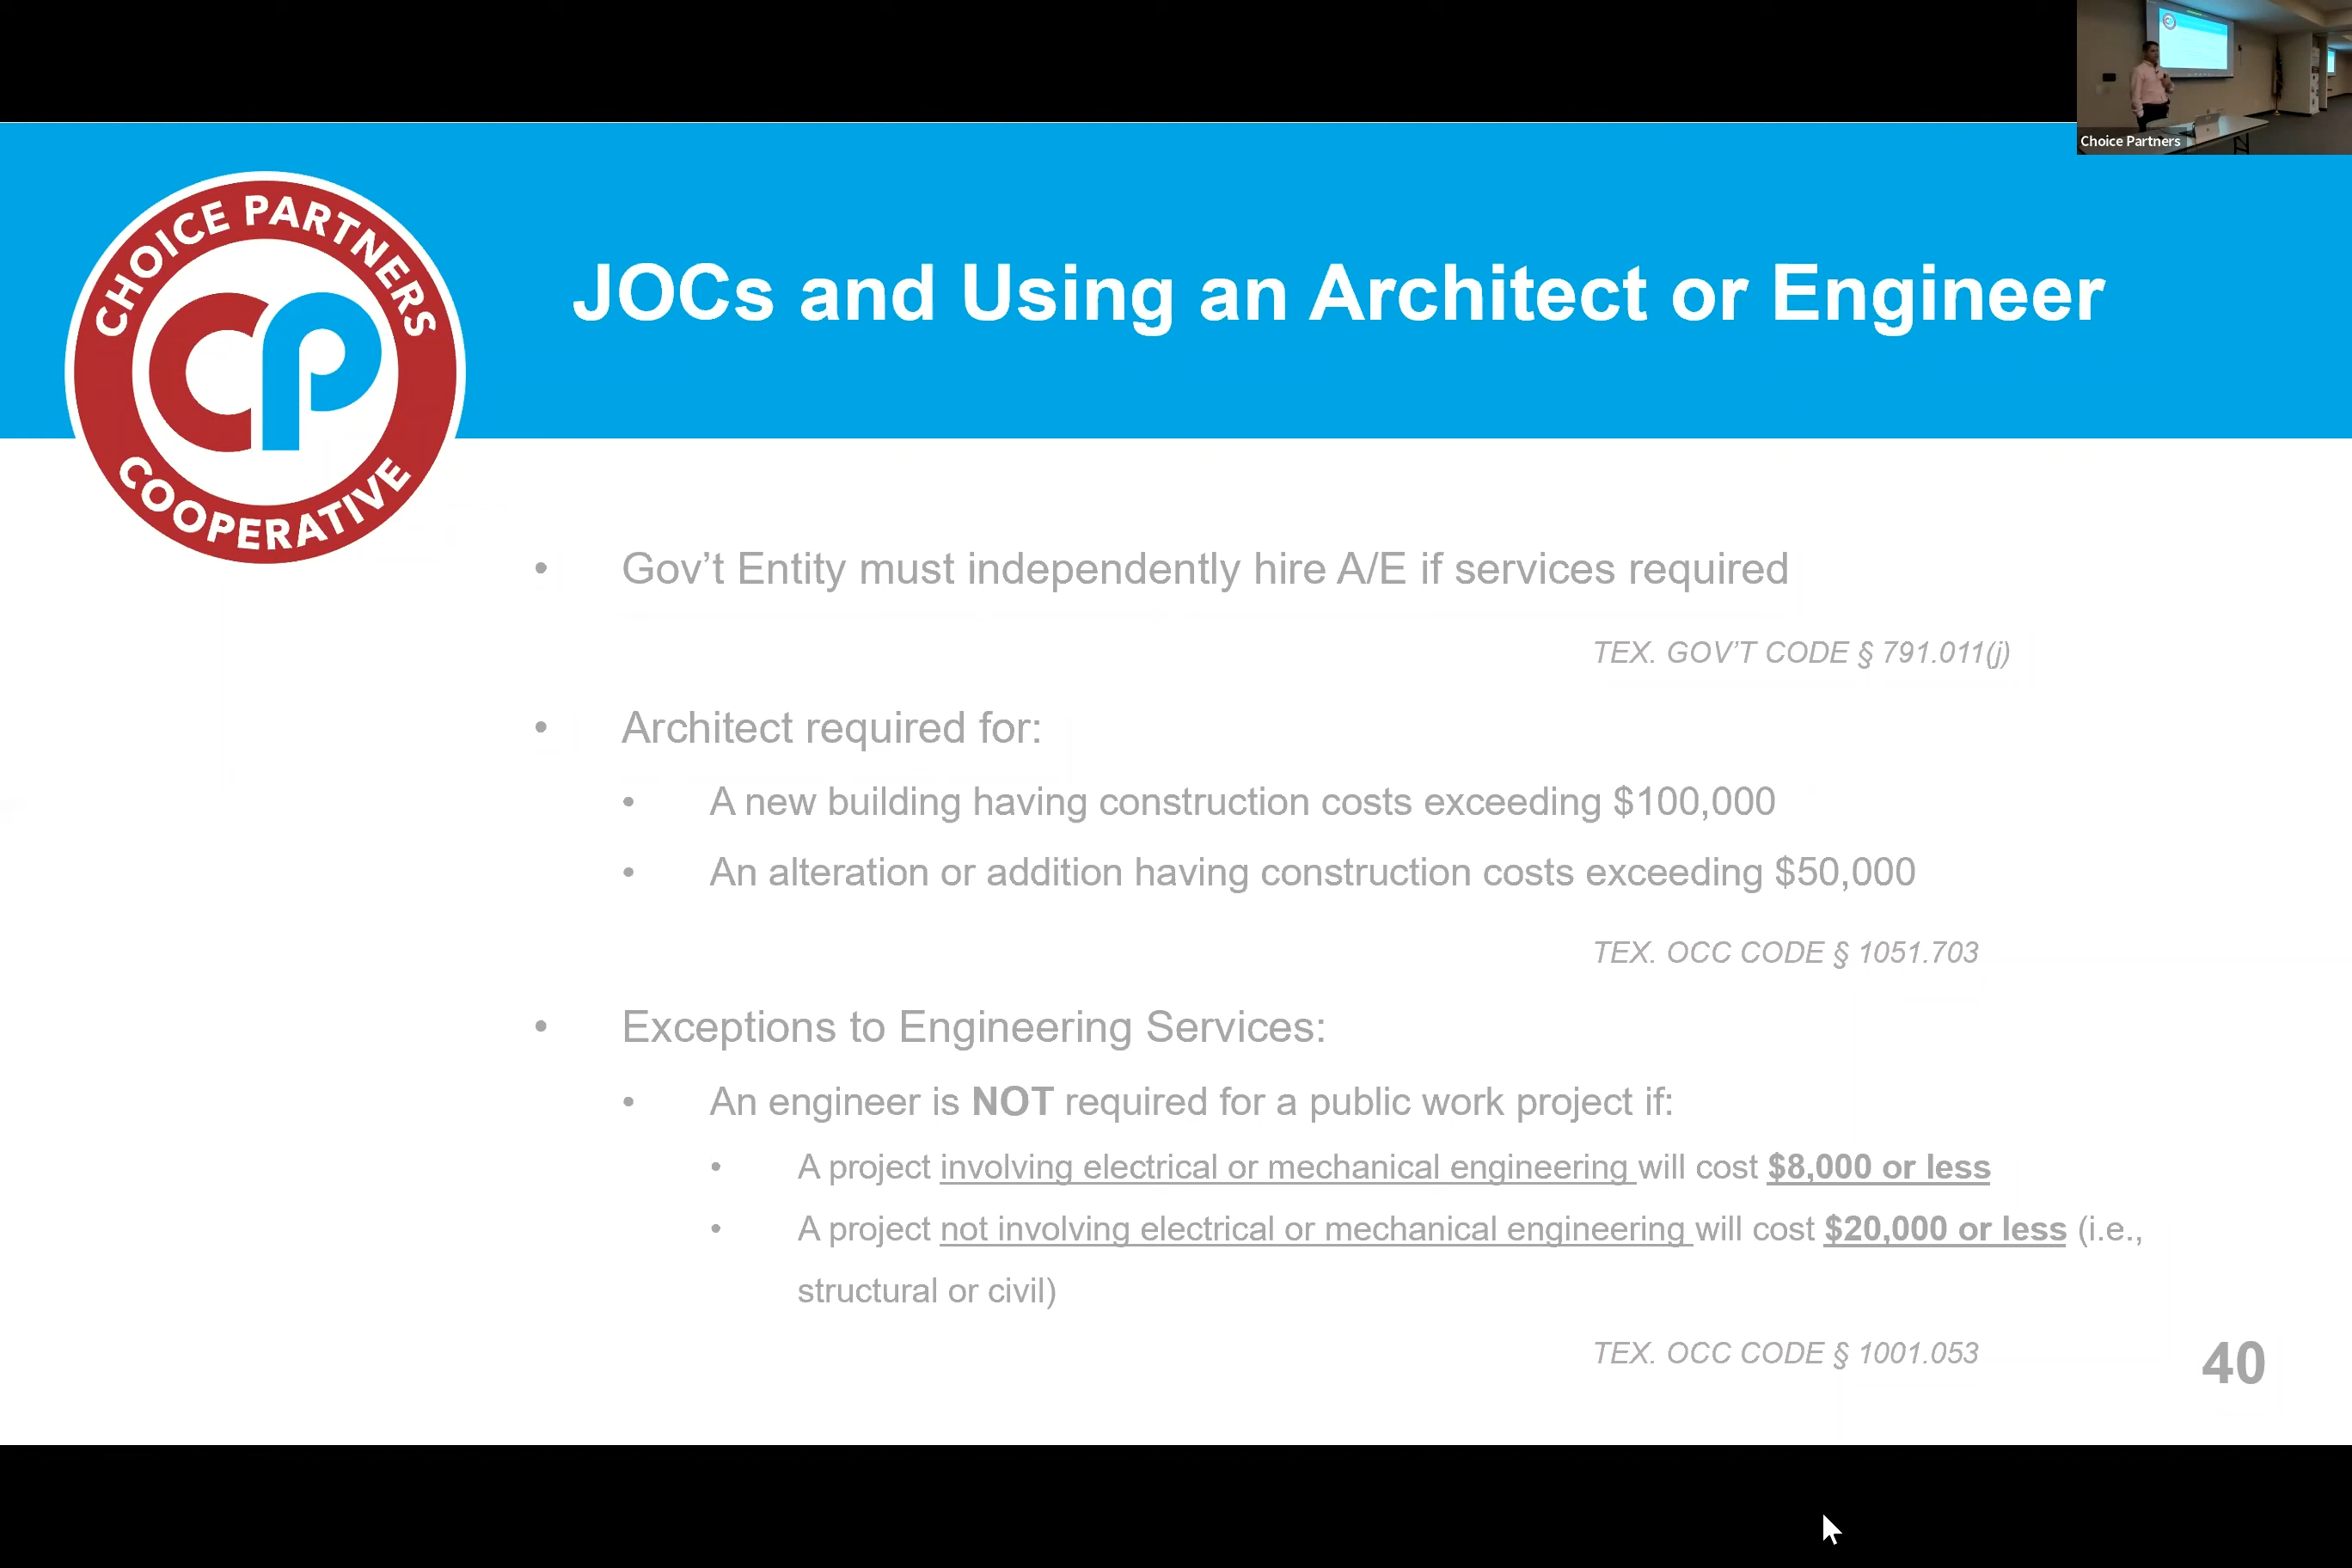 Choice Partners
CHOICE PARTNERS
CP
COOPERATIVE
JOCs and Using an Architect or Engineer
• Gov’t Entity must independently hire A/E if services required
TEX. GOV’T CODE § 791.011(j)
• Architect required for:
• A new building having construction costs exceeding $100,000
• An alteration or addition having construction costs exceeding $50,000
TEX. OCC CODE § 1051.703
• Exceptions to Engineering Services:
• An engineer is NOT required for a public work project if:
• A project involving electrical or mechanical engineering will cost $8,000 or less
• A project not involving electrical or mechanical engineering will cost $20,000 or less (i.e.,
structural or civil)
TEX. OCC CODE § 1001.053
40